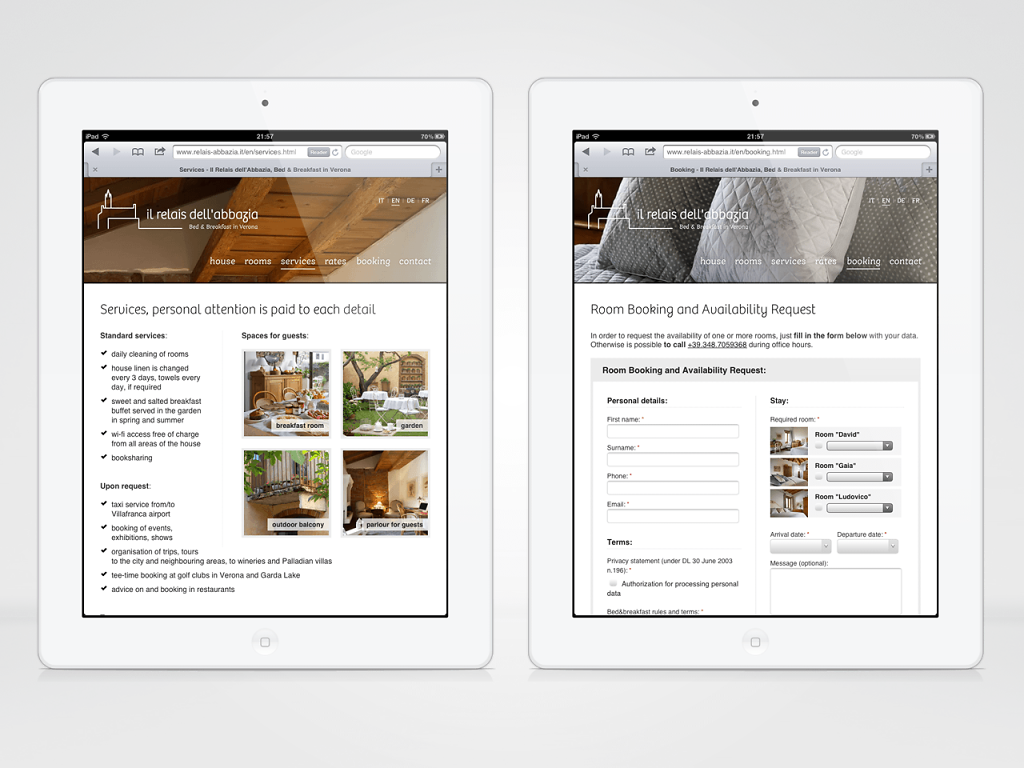 iPad
21:57
70%
www.relais-abbazia.it/en/services.html
Reader
Google
Services - Il Relais dell'Abbazia, Bed & Breakfast in Verona
il relais dell'abbazia
Bed & Breakfast in Verona
IT EN DE FR
house rooms services rates booking contact
Services, personal attention is paid to each detail
Standard services:
daily cleaning of rooms
house linen is changed
every 3 days, towels every
day, if required
sweet and salted breakfast
buffet served in the garden
in spring and summer
wi-fi access free of charge
from all areas of the house
booksharing
Upon request:
taxi service from/to
Villafranca airport
booking of events,
exhibitions, shows
organisation of trips, tours
to the city and neighbouring areas, to wineries and Palladian villas
tee-time booking at golf clubs in Verona and Garda Lake
advice on and booking in restaurants
Spaces for guests:
breakfast room
garden
outdoor balcony
parlour for guests
iPad
21:57
70%
www.relais-abbazia.it/en/booking.html
Reader
Google
Booking - Il Relais dell'Abbazia, Bed & Breakfast in Verona
il relais dell'abbazia
Bed & Breakfast in Verona
IT EN DE FR
house rooms services rates booking contact
Room Booking and Availability Request
In order to request the availability of one or more rooms, just fill in the form below with your data.
Otherwise is possible to call +39.348.7059368 during office hours.
Room Booking and Availability Request:
Personal details:
First name: *
Surname: *
Phone: *
Email: *
Terms:
Privacy statement (under DL 30 June 2003
n.196): *
Authorization for processing personal
data
Bed&breakfast rules and terms: *
Stay:
Required room: *
Room "David"
Room "Gaia"
Room "Ludovico"
Arrival date: * Departure date: *
Message (optional):